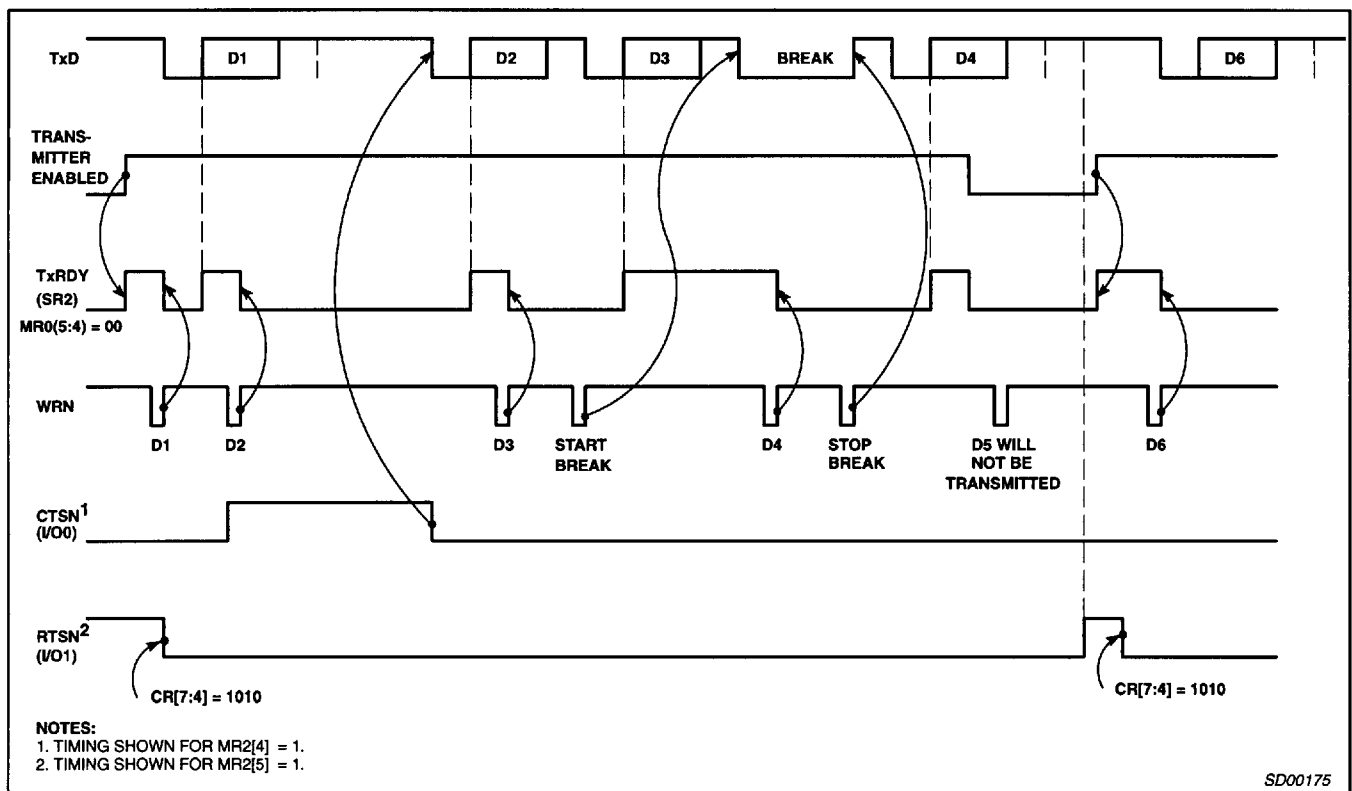 TxD
D1
D2
D3
BREAK
D4
D6
TRANS-
MITTER
ENABLED
TxRDY
(SR2)
MR0(5:4) = 00
WRN
D1
D2
D3
START
BREAK
D4
STOP
BREAK
D5 WILL
NOT BE
TRANSMITTED
D6
CTSN1
(I/O0)
RTSN2
(I/O1)
CR[7:4] = 1010
CR[7:4] = 1010
NOTES:
1. TIMING SHOWN FOR MR2[4] = 1.
2. TIMING SHOWN FOR MR2[5] = 1.
SD00175